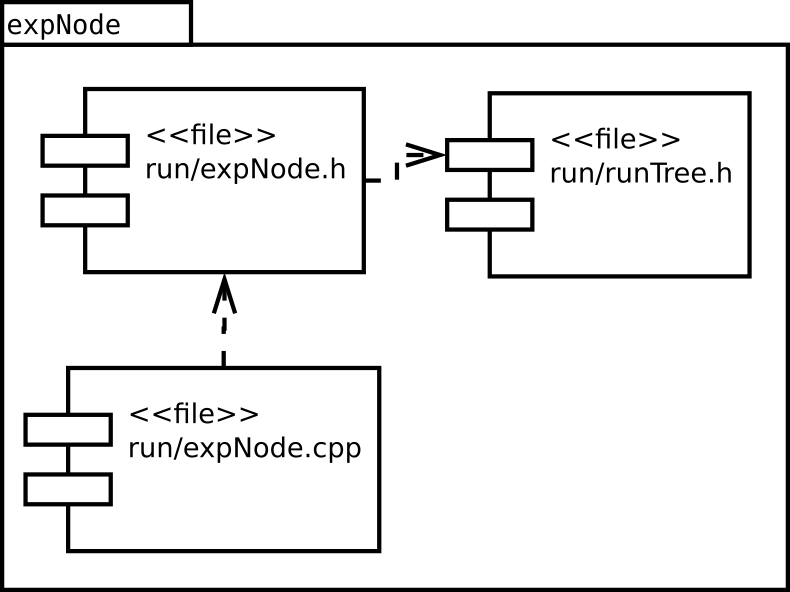 expNode
<<file>>
run/expNode.h
<<file>>
run/runTree.h
<<file>>
run/expNode.cpp